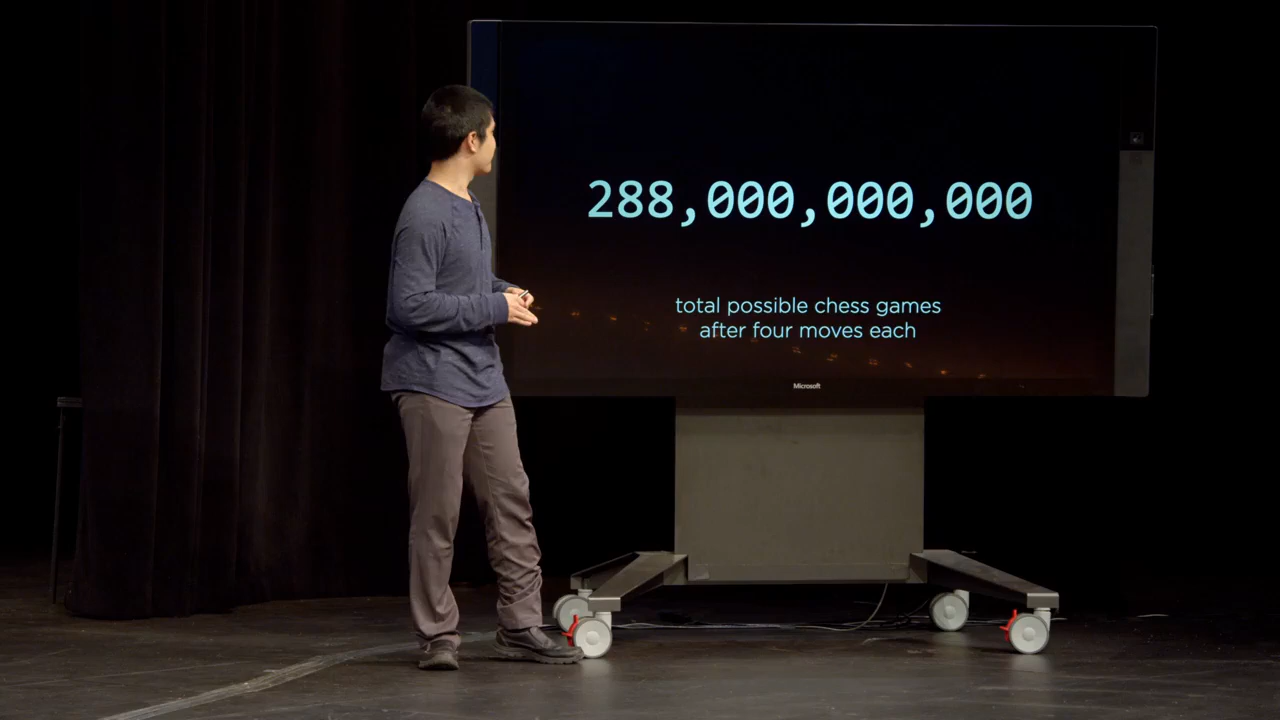 288,000,000,000
total possible chess games
after four moves each
Microsoft